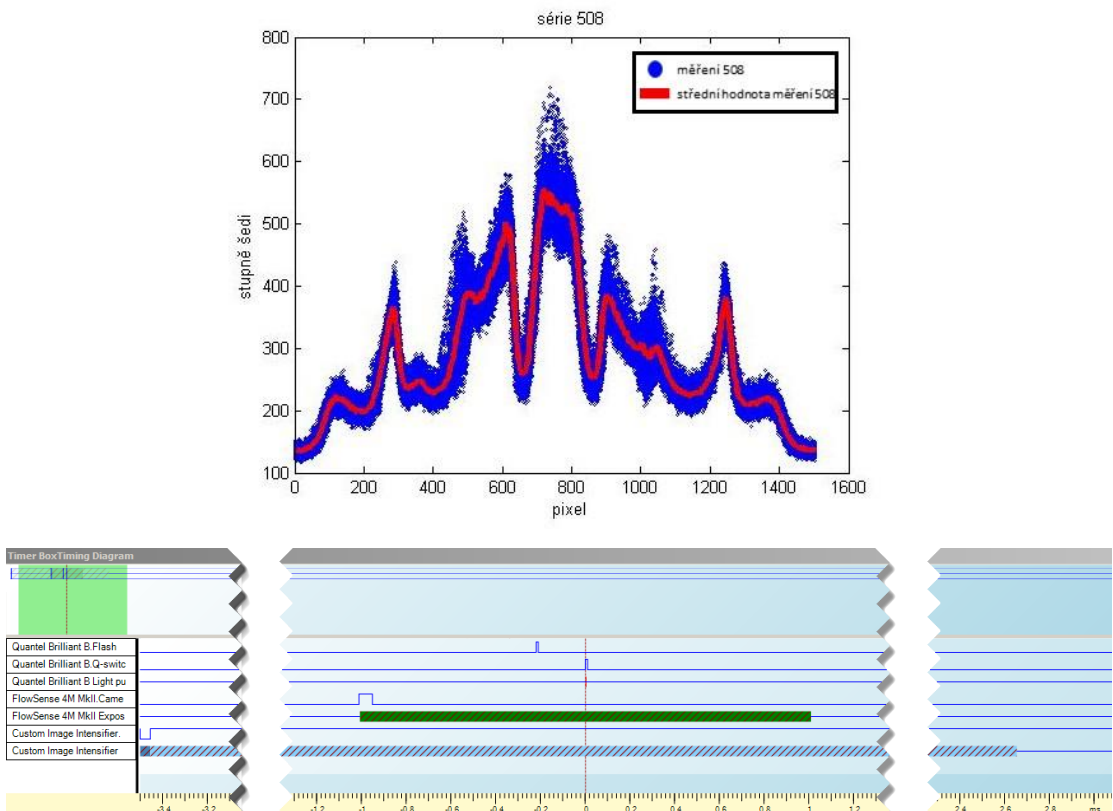 série 508
800
700
600
500
400
300
200
100
stupně šedi
měření 508
střední hodnota měření 508
0 200 400 600 800 1000 1200 1400 1600
pixel
Timer BoxTiming Diagram
Quantel Brilliant B.Flash
Quantel Brilliant B.Q-switc
Quantel Brilliant B Light pu
FlowSense 4M MkII.Came
FlowSense 4M MkII Expos
Custom Image Intensifier.
Custom Image Intensifier
-3.4 -3.2 -1.2 -1 -0.8 -0.6 -0.4 -0.2 0 0.2 0.4 0.6 0.8 1 1.2 2.4 2.6 2.8 ms